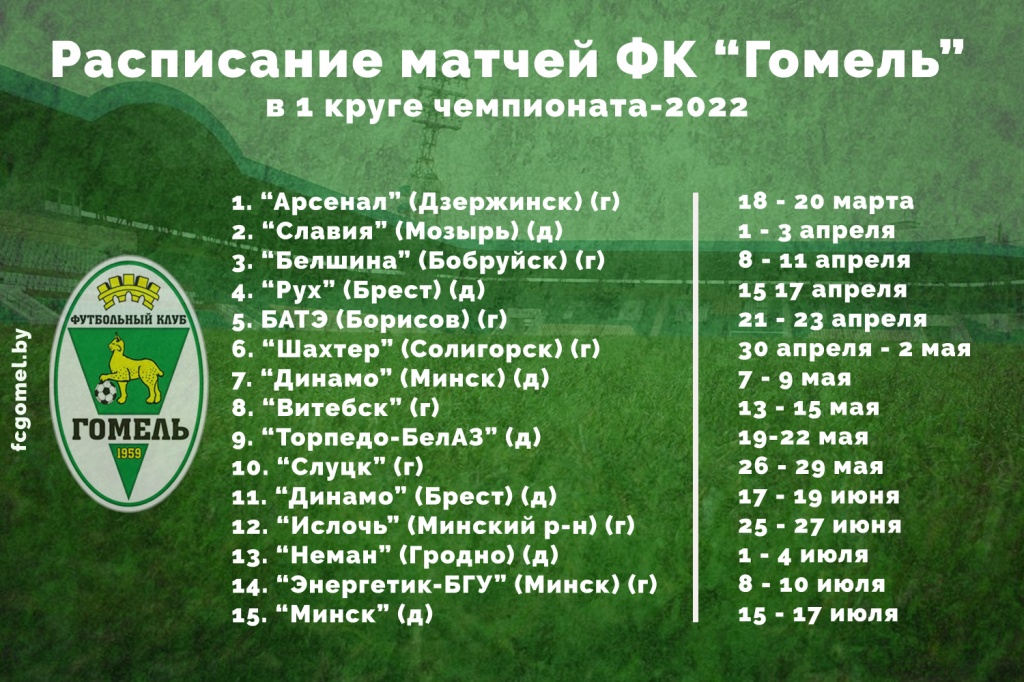 Расписание матчей ФК “Гомель”
в 1 круге чемпионата-2022
1. “Арсенал” (Дзержинск) (г) 18 - 20 марта
2. “Славия” (Мозырь) (д) 1 - 3 апреля
3. “Белшина” (Бобруйск) (г) 8 - 11 апреля
4. “Рух” (Брест) (д) 15 17 апреля
5. БАТЭ (Борисов) (г) 21 - 23 апреля
6. “Шахтер” (Солигорск) (г) 30 апреля - 2 мая
7. “Динамо” (Минск) (д) 7 - 9 мая
8. “Витебск” (г) 13 - 15 мая
9. “Торпедо-БелАЗ” (д) 19-22 мая
10. “Слуцк” (г) 26 - 29 мая
11. “Динамо” (Брест) (д) 17 - 19 июня
12. “Ислочь” (Минский р-н) (г) 25 - 27 июня
13. “Неман” (Гродно) (д) 1 - 4 июля
14. “Энергетик-БГУ” (Минск) (г) 8 - 10 июля
15. “Минск” (д) 15 - 17 июля
ФУТБОЛЬНЫЙ КЛУБ
ГОМЕЛЬ
1959
fcgomel.by